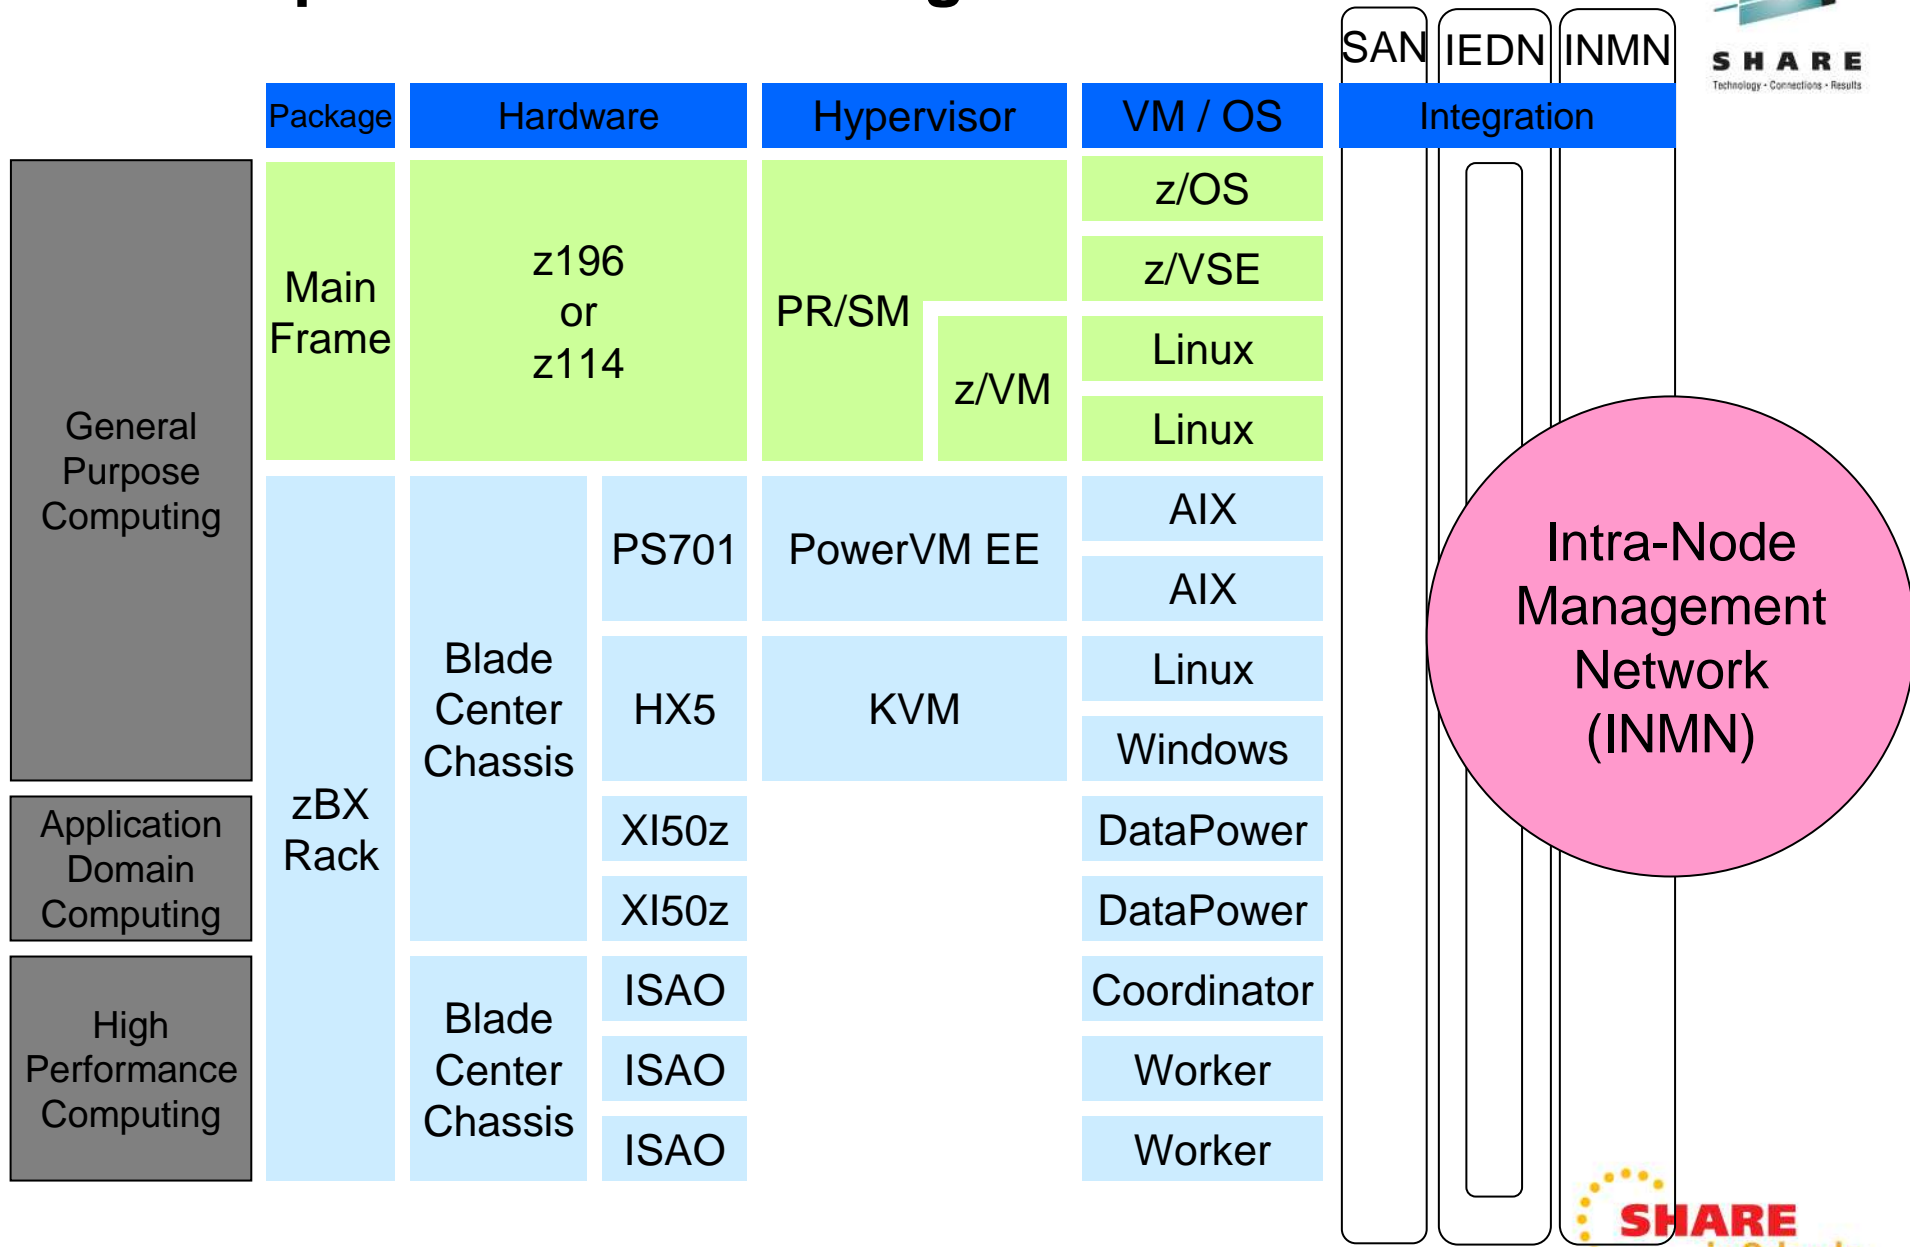 SAN IEDN INMN
SHARE
Technology · Connections · Results
Package Hardware Hypervisor VM / OS Integration
General
Purpose
Computing
Main
Frame
z196
or
z114
PR/SM
z/VM
z/OS
z/VSE
Linux
Linux
zBX
Rack
Blade
Center
Chassis
PS701
PowerVM EE
AIX
AIX
HX5
KVM
Linux
Windows
Intra-Node
Management
Network
(INMN)
Application
Domain
Computing
XI50z
DataPower
XI50z
DataPower
High
Performance
Computing
Blade
Center
Chassis
ISAO
Coordinator
ISAO
Worker
ISAO
Worker
SHARE